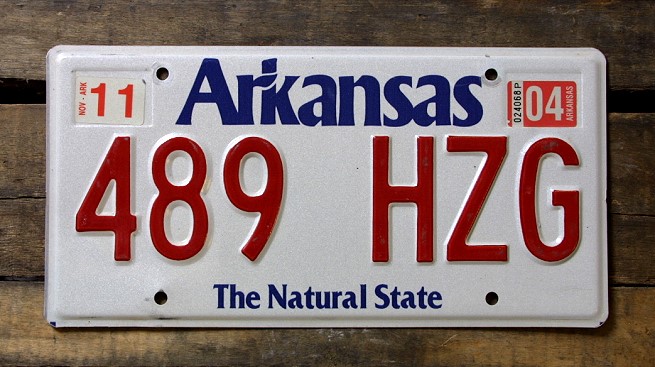 NOV - ARK
11
Arkansas
024068P
04
ARKANSAS
489 HZG
The Natural State